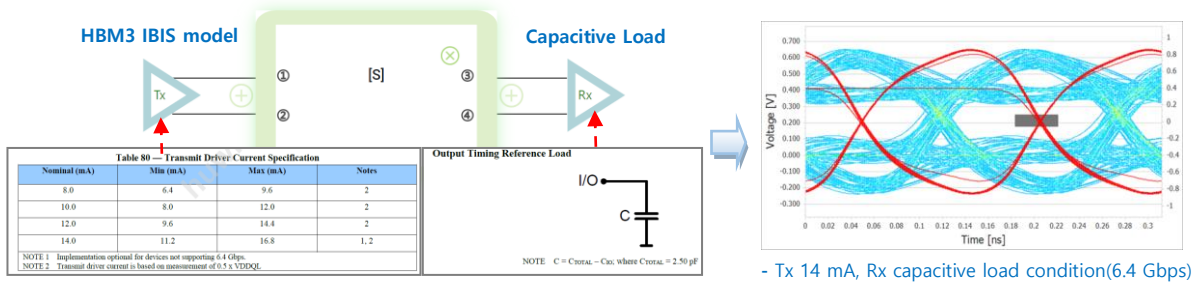 HBM3 IBIS model
Capacitive Load
Tx
①
②
[S]
③
④
Rx
Table 80 — Transmit Driver Current Specification
Nominal (mA) Min (mA) Max (mA) Notes
8.0 6.4 9.6 2
10.0 8.0 12.0 2
12.0 9.6 14.4 2
14.0 11.2 16.8 1, 2
NOTE 1 Implementation optional for devices not supporting 6.4 Gbps.
NOTE 2 Transmit driver current is based on measurement of 0.5 x VDDQL
Output Timing Reference Load
I/O
C
NOTE C = CTOTAL – CIO; where CTOTAL = 2.50 pF
Voltage [V]
0.700
0.600
0.500
0.400
0.300
0.200
0.100
0.000
-0.100
-0.200
-0.300
1
0.8
0.6
0.4
0.2
0
-0.2
-0.4
-0.6
-0.8
-1
0 0.02 0.04 0.06 0.08 0.1 0.12 0.14 0.16 0.18 0.2 0.22 0.24 0.26 0.28 0.3
Time [ns]
- Tx 14 mA, Rx capacitive load condition(6.4 Gbps)